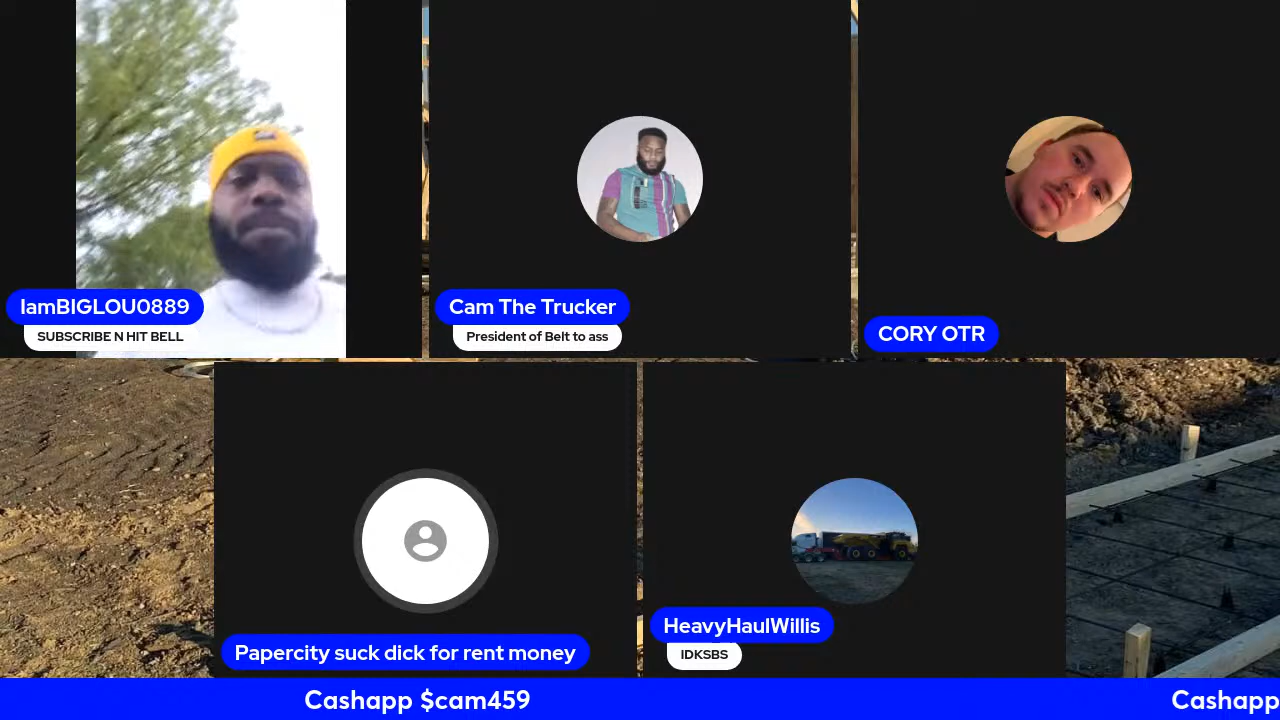 IamBIGLOU0889
SUBSCRIBE N HIT BELL
Cam The Trucker
President of Belt to ass
CORY OTR
Papercity suck dick for rent money
HeavyHaulWillis
IDKSBS
Cashapp $cam459
Cashapp